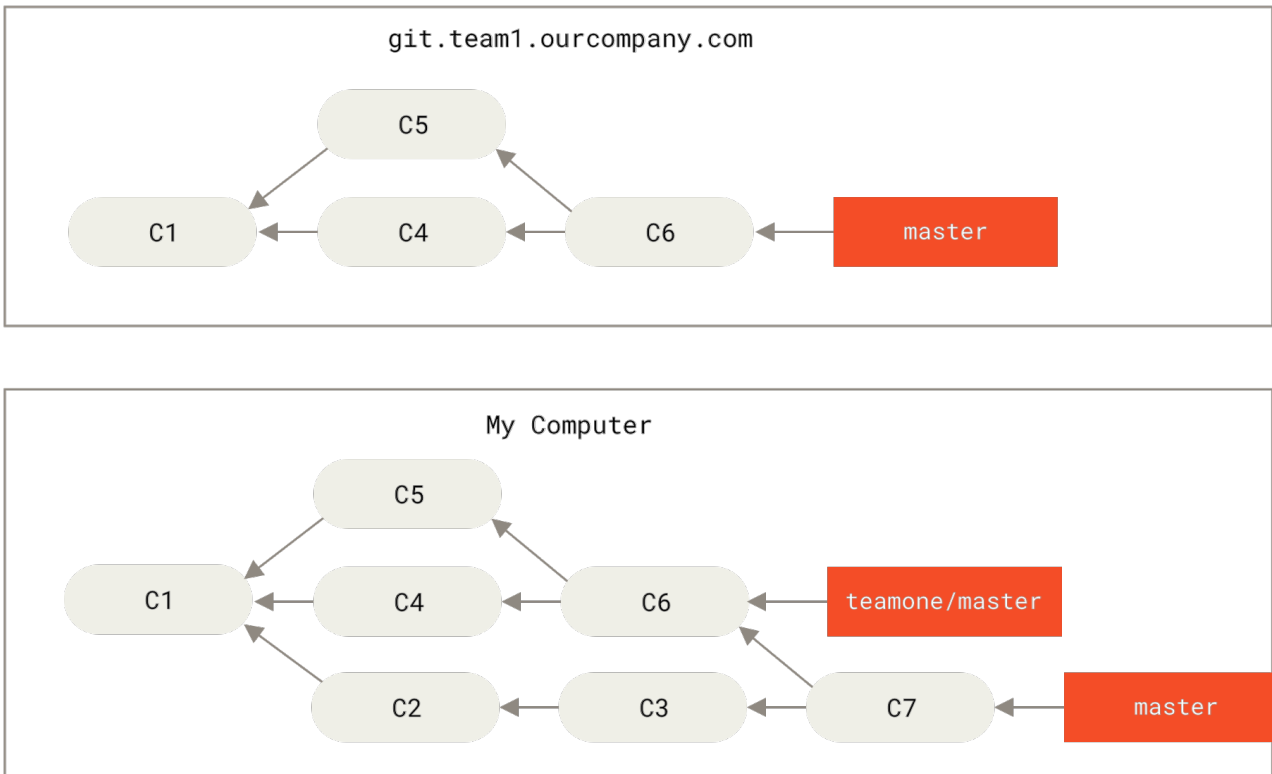 git.team1.ourcompany.com
C5
C1
C4
C6
master
My Computer
C5
C1
C4
C6
teamone/master
C2
C3
C7
master